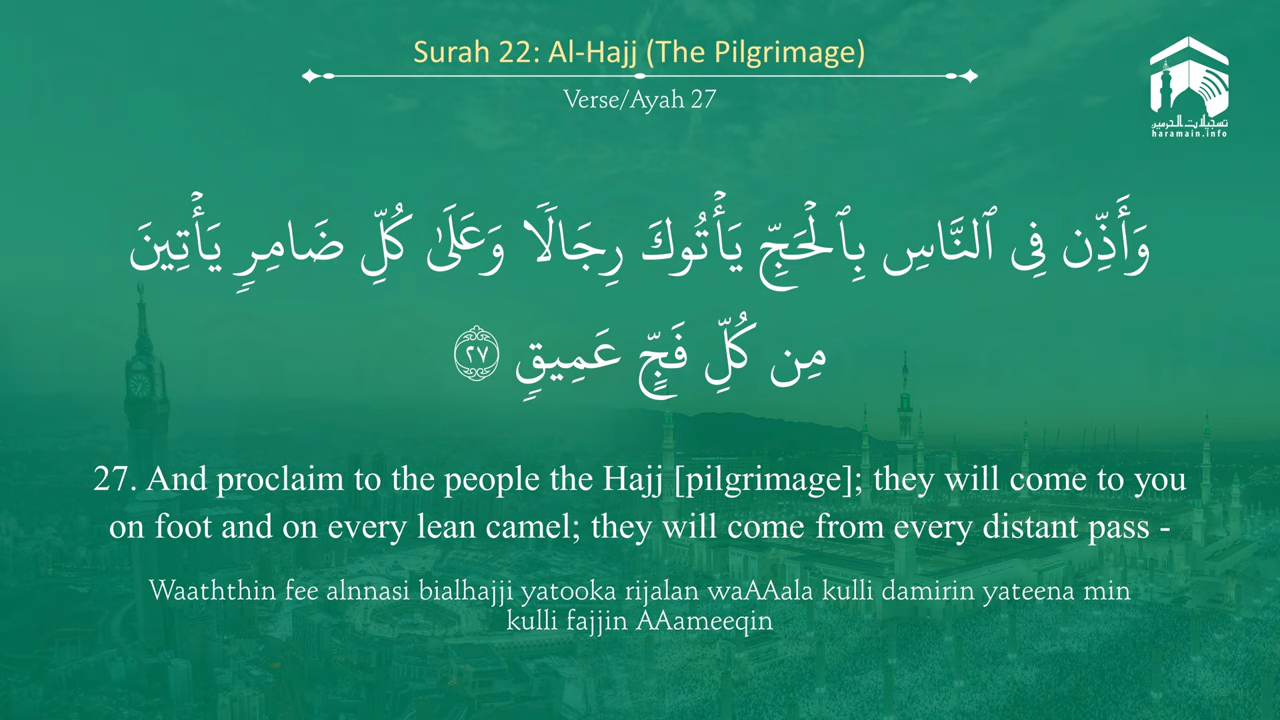 Surah 22: Al-Hajj (The Pilgrimage)
Verse/Ayah 27
تسجيلات الحرمين
haramain.info
وَأَذِّن فِى ٱلنَّاسِ بِٱلْحَجِّ يَأْتُوكَ رِجَالًا وَعَلَىٰ كُلِّ ضَامِرٍ يَأْتِينَ
مِن كُلِّ فَجٍّ عَمِيقٍ ٢٧
27. And proclaim to the people the Hajj [pilgrimage]; they will come to you
on foot and on every lean camel; they will come from every distant pass -
Waaththin fee alnnasi bialhajji yatooka rijalan waAAala kulli damirin yateena min
kulli fajjin AAameeqin